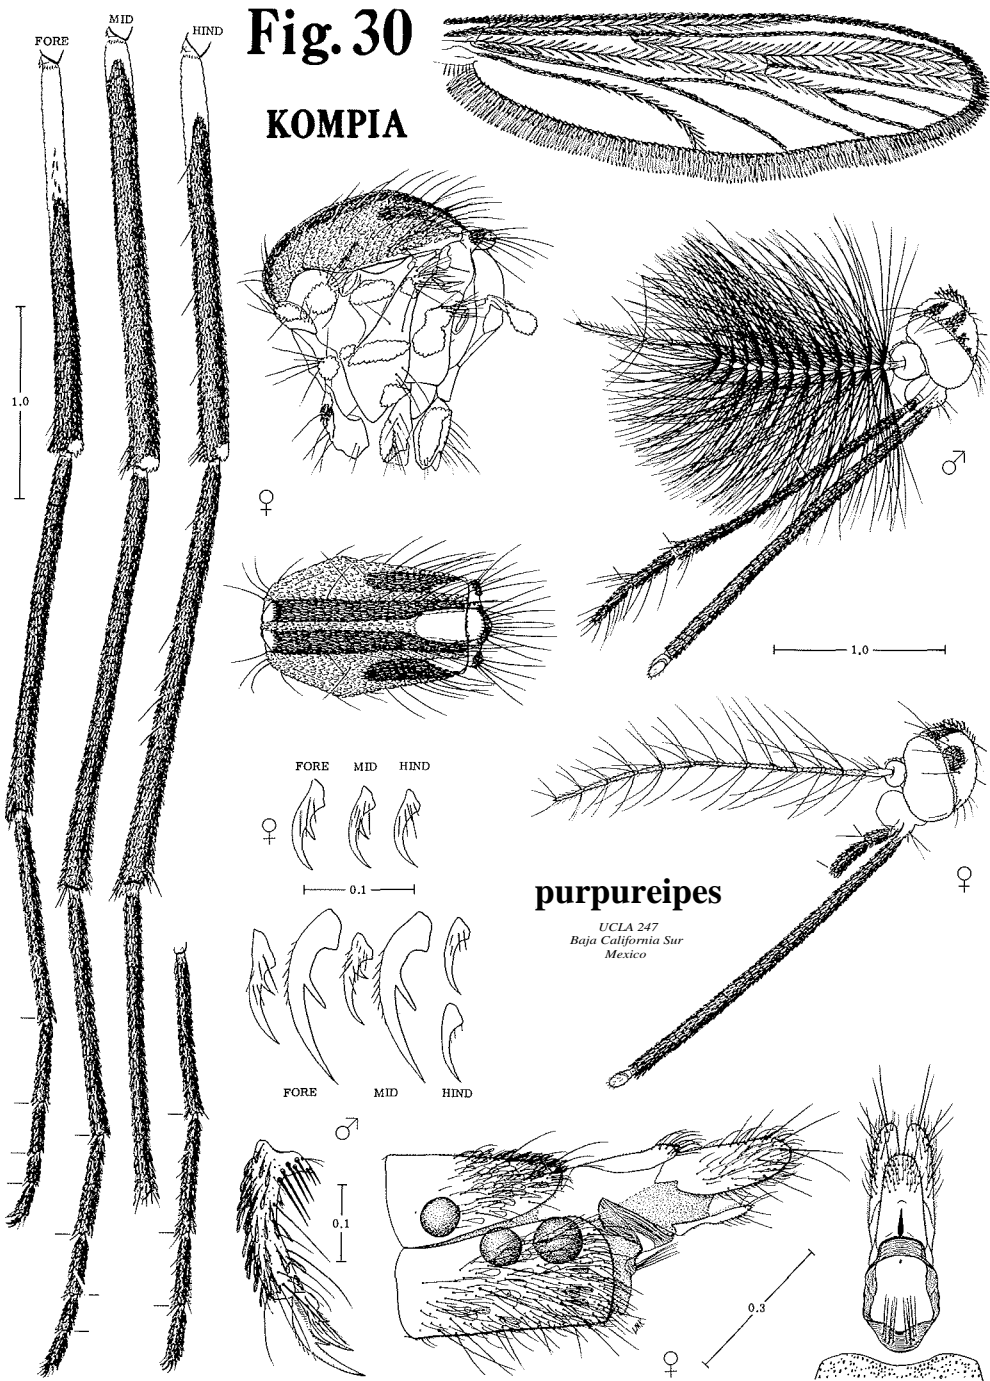 Fig. 30
KOMPIA
FORE
MID
HIND
1.0
♀
♂
1.0
FORE MID HIND
♀
0.1
purpureipes
UCLA 247
Baja California Sur
Mexico
♀
FORE MID HIND
♂
0.1
0.3
♀